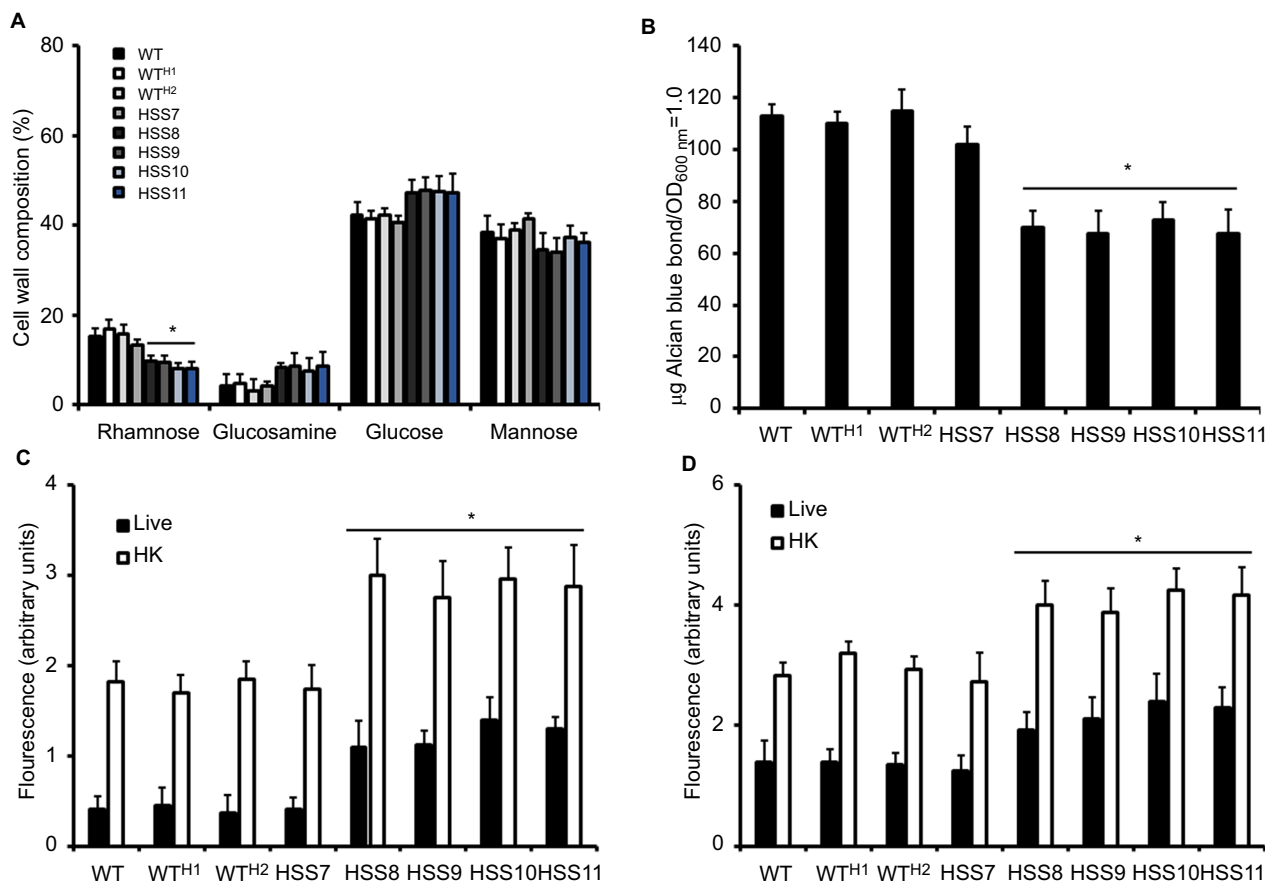 A
Cell wall composition (%)
80
60
40
20
0
WT
WTᴴ¹
WTᴴ²
HSS7
HSS8
HSS9
HSS10
HSS11
*
Rhamnose Glucosamine Glucose Mannose
B
µg Alcian blue bond/OD₆₀₀ ₙₘ=1.0
140
120
100
80
60
40
20
0
*
WT WTᴴ¹ WTᴴ² HSS7 HSS8 HSS9 HSS10 HSS11
C
Flourescence (arbitrary units)
4
3
2
1
0
Live
HK
*
WT WTᴴ¹ WTᴴ² HSS7 HSS8 HSS9 HSS10 HSS11
D
Flourescence (arbitrary units)
6
4
2
0
Live
HK
*
WT WTᴴ¹ WTᴴ² HSS7 HSS8 HSS9 HSS10 HSS11